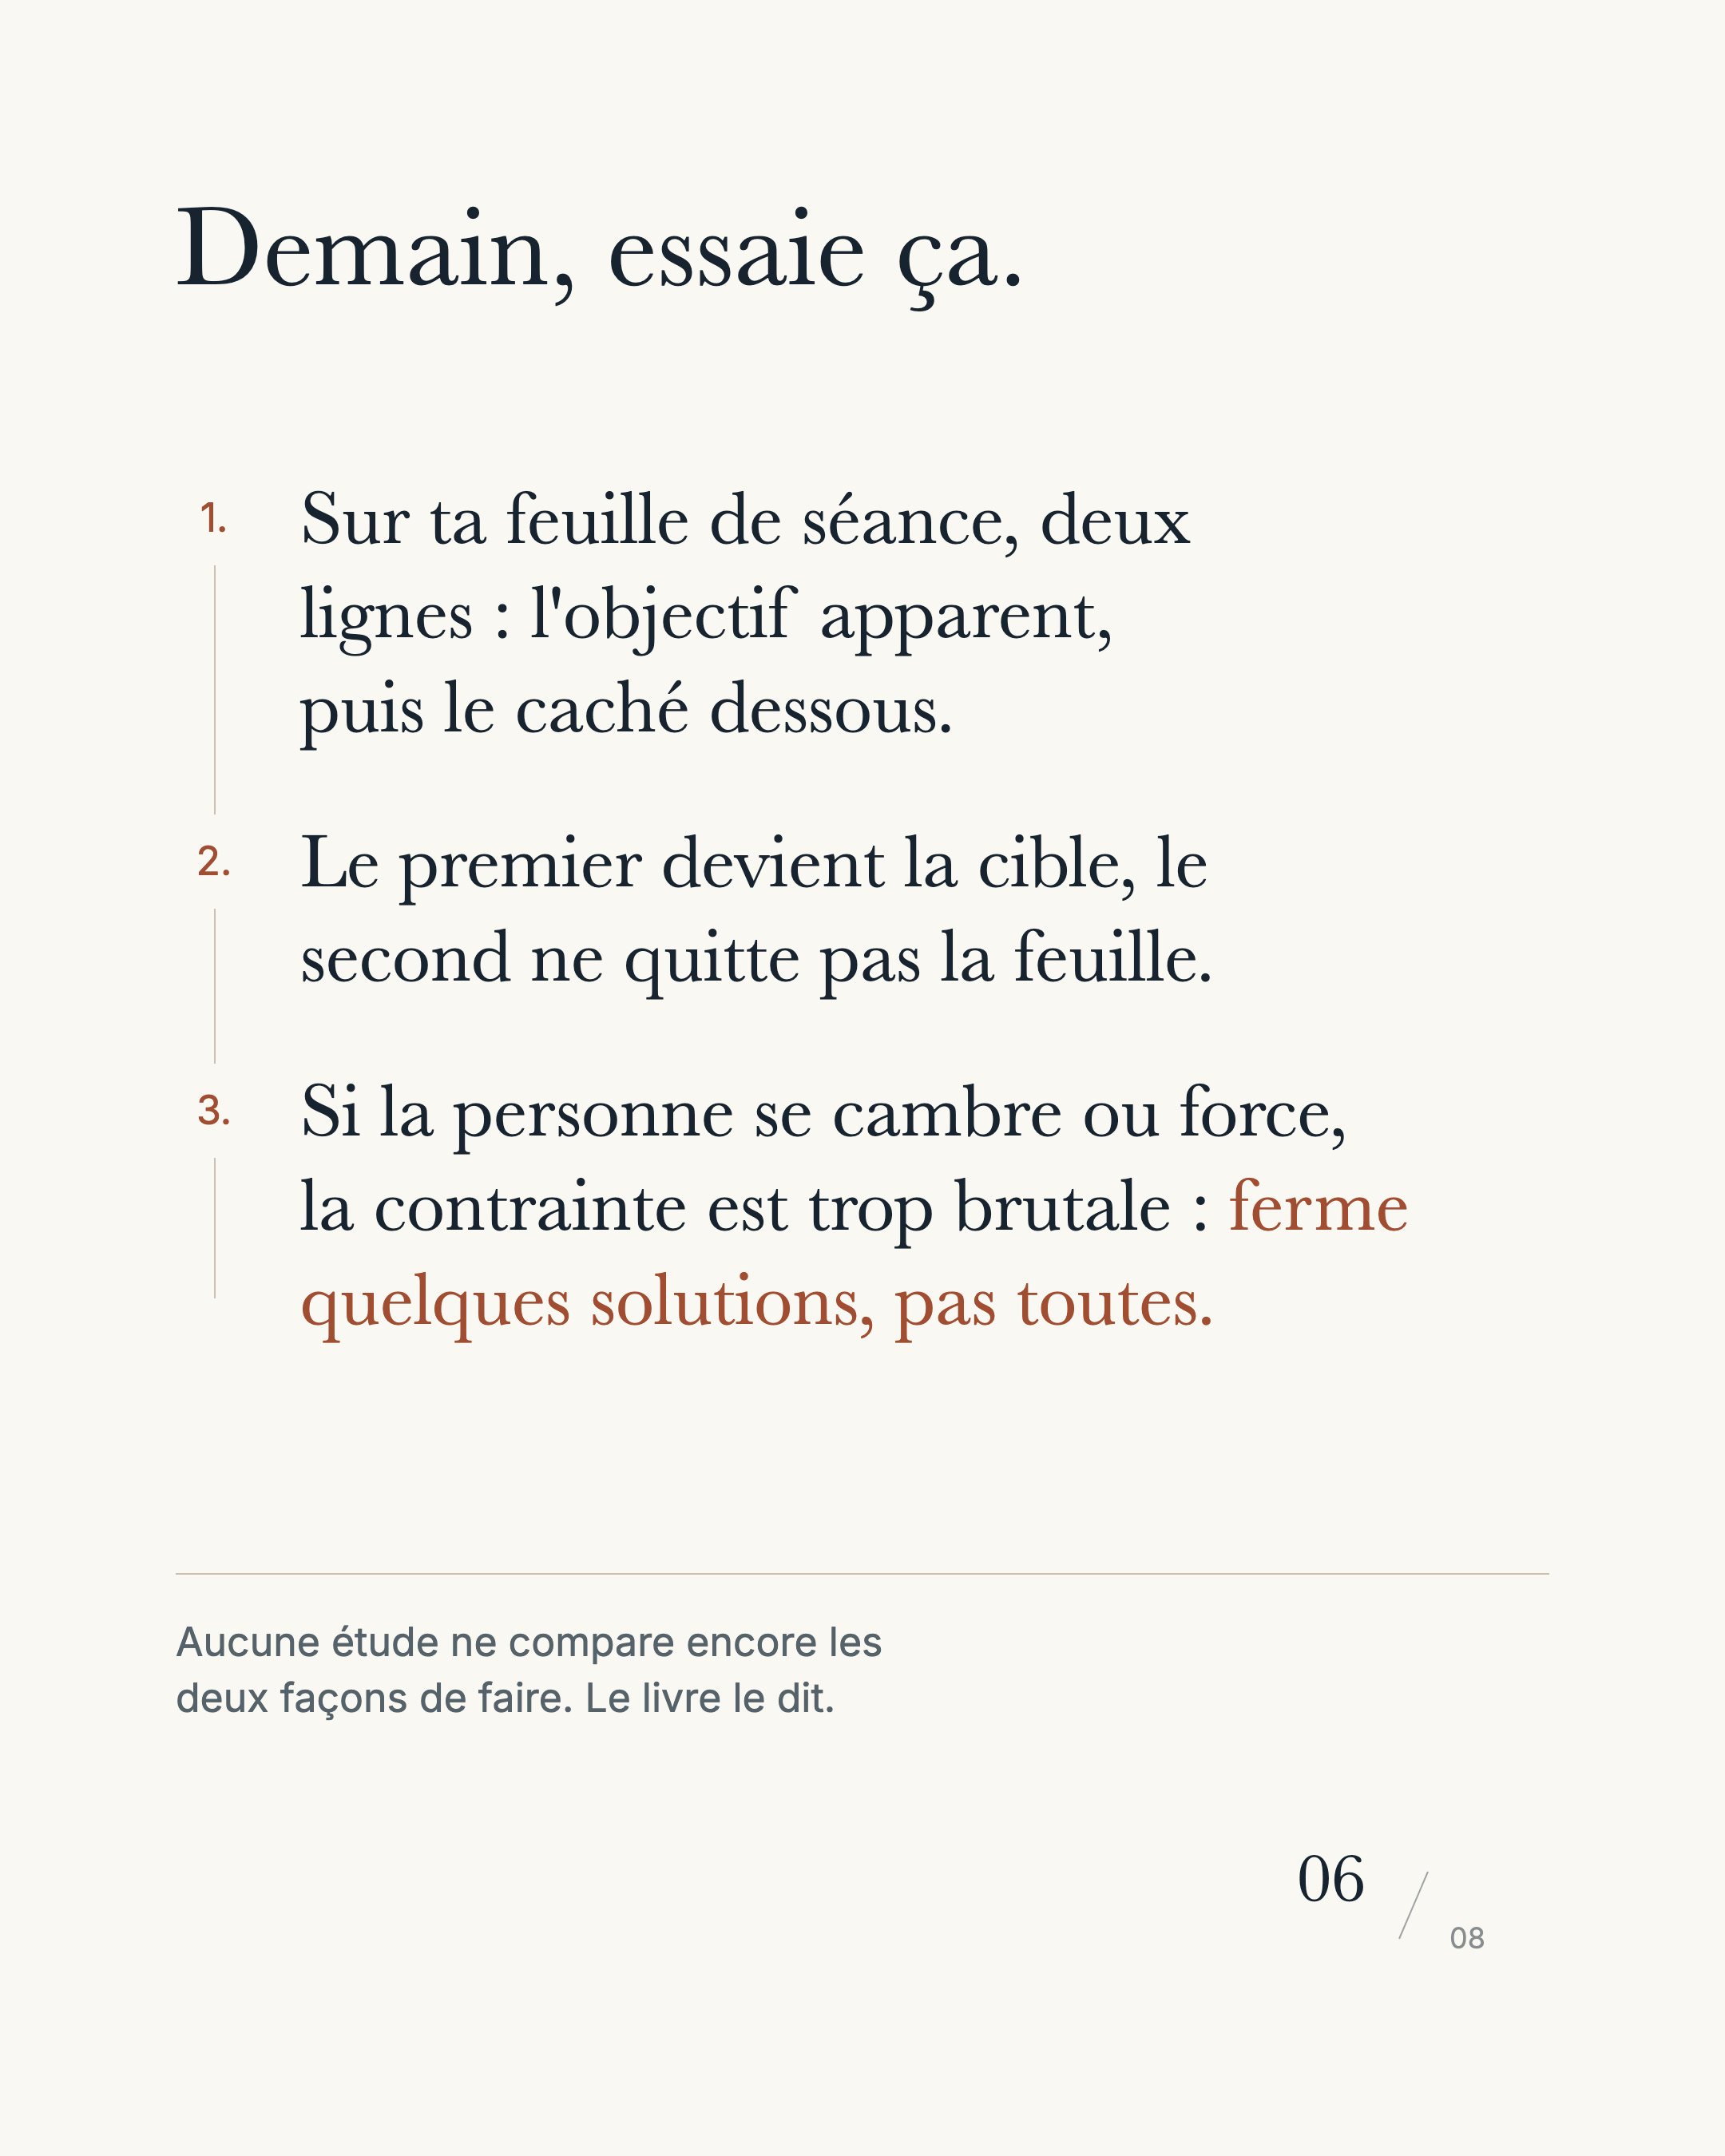 Demain, essaie ça.
1. Sur ta feuille de séance, deux
lignes : l'objectif apparent,
puis le caché dessous.
2. Le premier devient la cible, le
second ne quitte pas la feuille.
3. Si la personne se cambre ou force,
la contrainte est trop brutale : ferme
quelques solutions, pas toutes.
Aucune étude ne compare encore les
deux façons de faire. Le livre le dit.
06 / 08